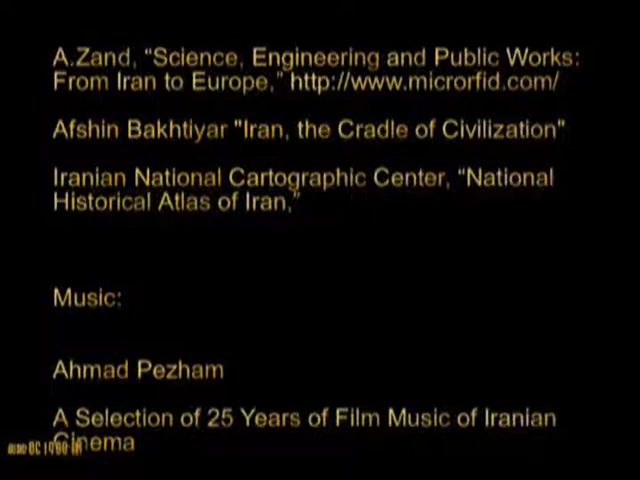 A.Zand, “Science, Engineering and Public Works:
From Iran to Europe,” http://www.microrfid.com/
Afshin Bakhtiyar "Iran, the Cradle of Civilization"
Iranian National Cartographic Center, “National
Historical Atlas of Iran,”
Music:
Ahmad Pezham
A Selection of 25 Years of Film Music of Iranian
Cinema